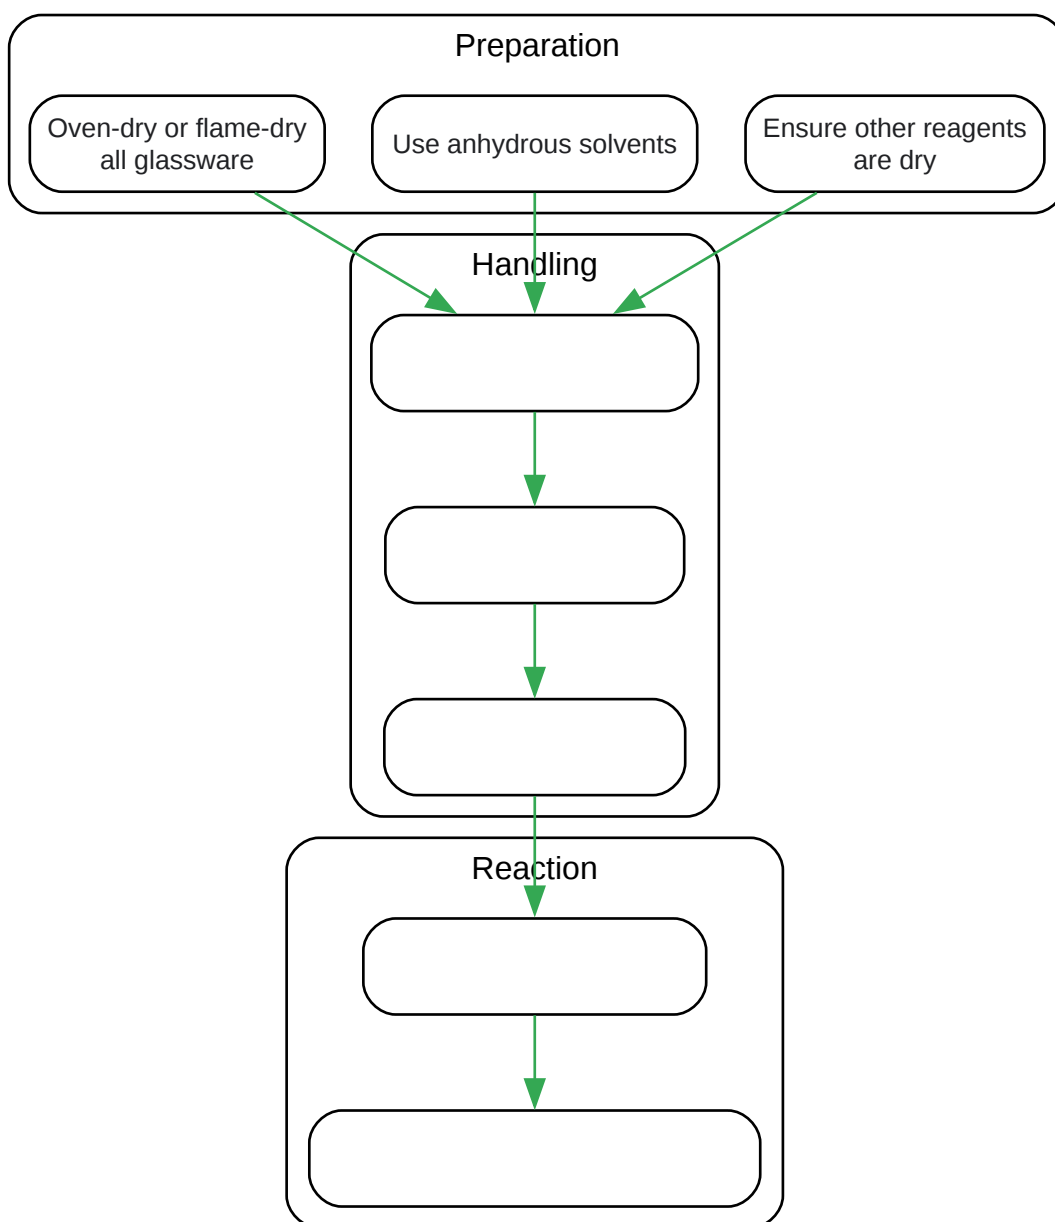 Preparation
Oven-dry or flame-dry
all glassware
Use anhydrous solvents
Ensure other reagents
are dry
Handling
Reaction